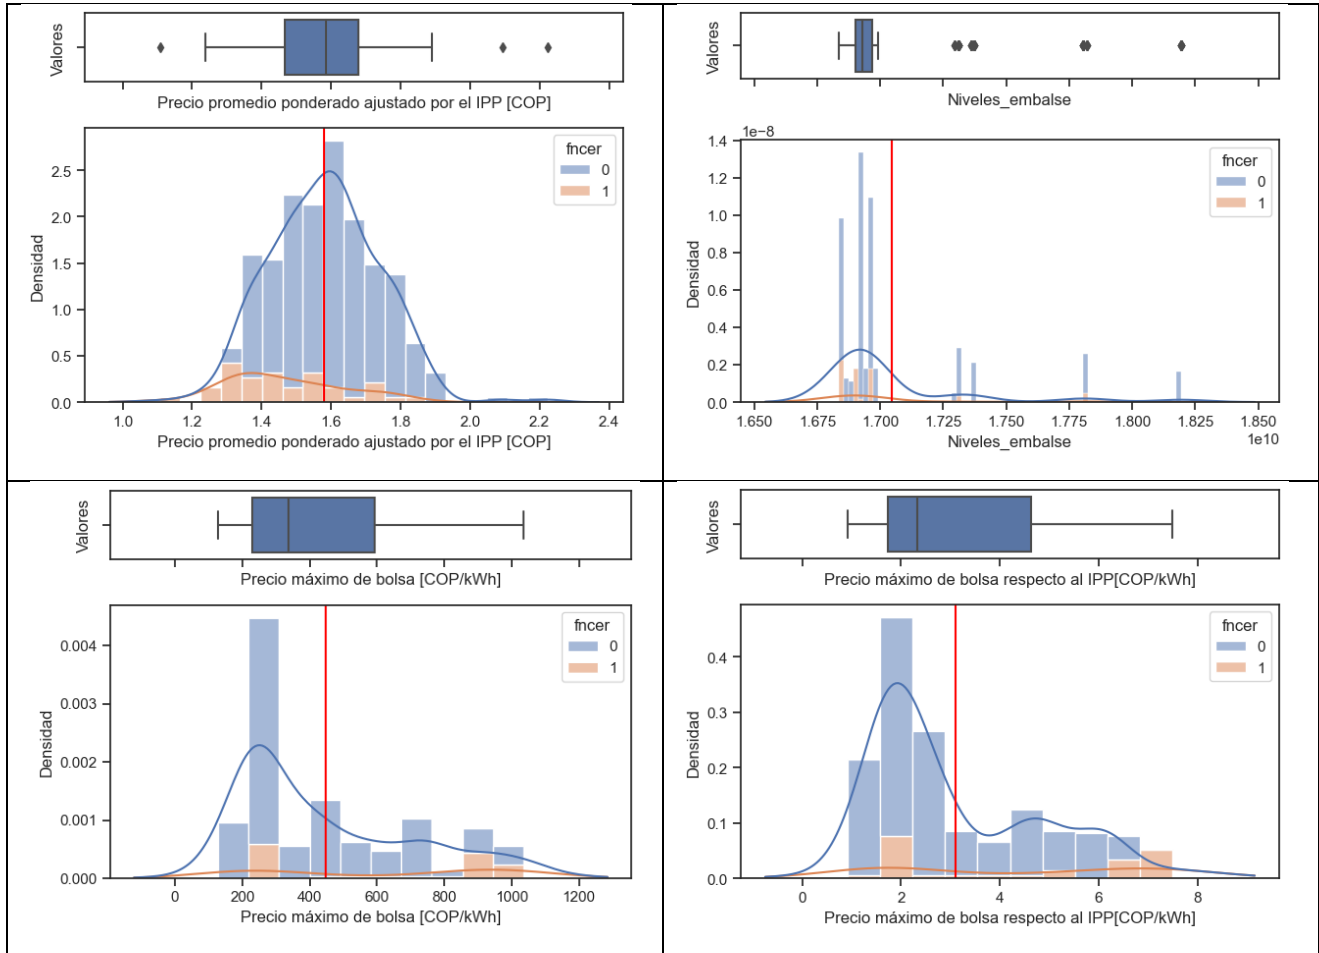 Valores
1.0 1.2 1.4 1.6 1.8 2.0 2.2 2.4
Precio promedio ponderado ajustado por el IPP [COP]
Densidad
2.5
2.0
1.5
1.0
0.5
0.0
fncer
0
1
Precio promedio ponderado ajustado por el IPP [COP]
Valores
Niveles_embalse
1e-8
1.4
1.2
1.0
0.8
0.6
0.4
0.2
0.0
Densidad
fncer
0
1
1.650 1.675 1.700 1.725 1.750 1.775 1.800 1.825 1.850
Niveles_embalse
1e10
Valores
Precio máximo de bolsa [COP/kWh]
Densidad
0.004
0.003
0.002
0.001
0.000
fncer
0
1
0 200 400 600 800 1000 1200
Precio máximo de bolsa [COP/kWh]
Valores
Precio máximo de bolsa respecto al IPP[COP/kWh]
Densidad
0.4
0.3
0.2
0.1
0.0
fncer
0
1
0 2 4 6 8
Precio máximo de bolsa respecto al IPP[COP/kWh]